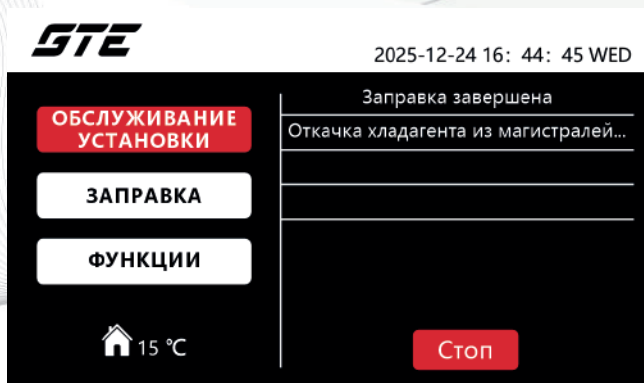 GTE
2025-12-24 16: 44: 45 WED
ОБСЛУЖИВАНИЕ
УСТАНОВКИ
ЗАПРАВКА
ФУНКЦИИ
15 ℃
Заправка завершена
Откачка хладагента из магистралей...
Стоп